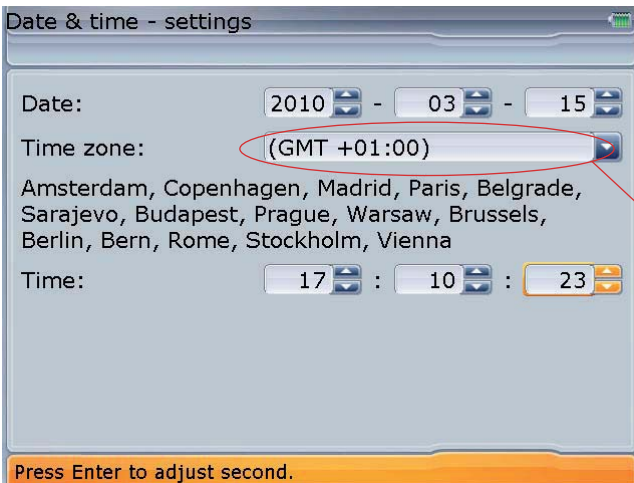 Date & time - settings
Date: 2010 - 03 - 15
Time zone: (GMT +01:00)
Amsterdam, Copenhagen, Madrid, Paris, Belgrade,
Sarajevo, Budapest, Prague, Warsaw, Brussels,
Berlin, Bern, Rome, Stockholm, Vienna
Time: 17 : 10 : 23
Press Enter to adjust second.